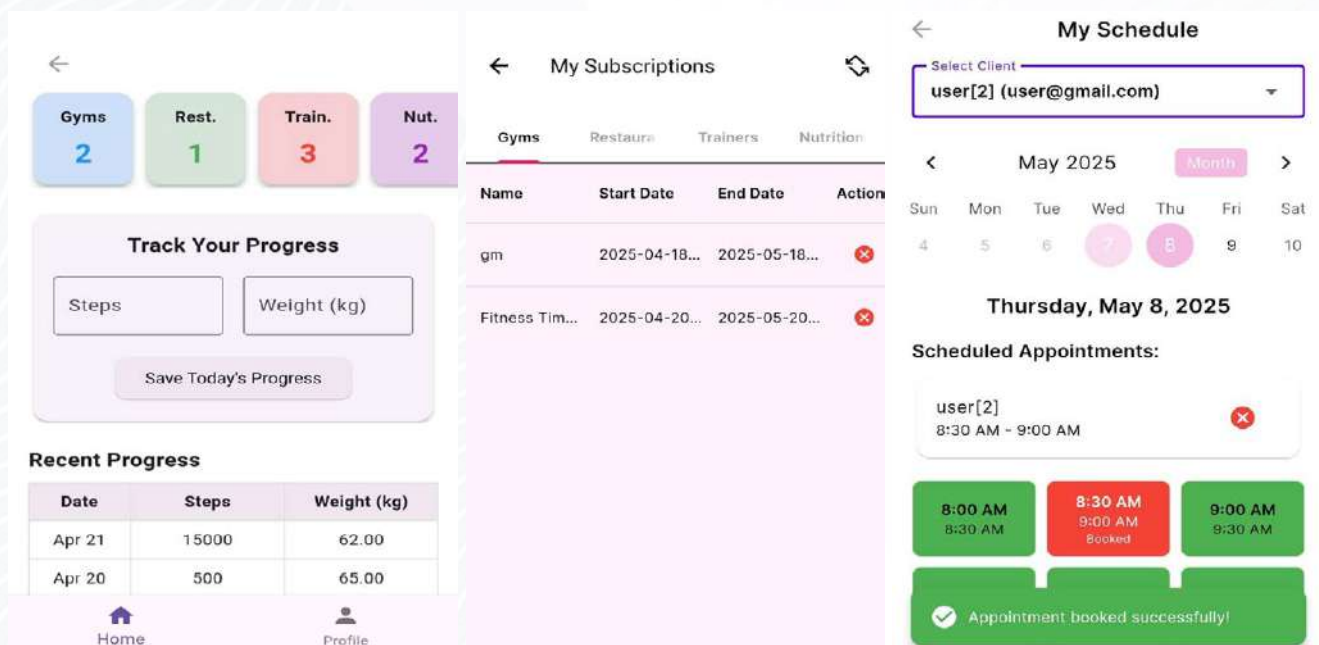 Gyms Rest. Train. Nut.
2 1 3 2
Track Your Progress
Steps Weight (kg)
Save Today's Progress
Recent Progress
Date Steps Weight (kg)
Apr 21 15000 62.00
Apr 20 500 65.00
Home Profile
My Subscriptions
Gyms Restaura Trainers Nutrition
Name Start Date End Date Action
gm 2025-04-18... 2025-05-18...
Fitness Tim... 2025-04-20... 2025-05-20...
My Schedule
Select Client
user[2] (user@gmail.com)
May 2025 Month
Sun Mon Tue Wed Thu Fri Sat
4 5 6 7 8 9 10
Thursday, May 8, 2025
Scheduled Appointments:
user[2]
8:30 AM - 9:00 AM
8:00 AM 8:30 AM 9:00 AM
8:30 AM 9:00 AM 9:30 AM
Booked
Appointment booked successfully!